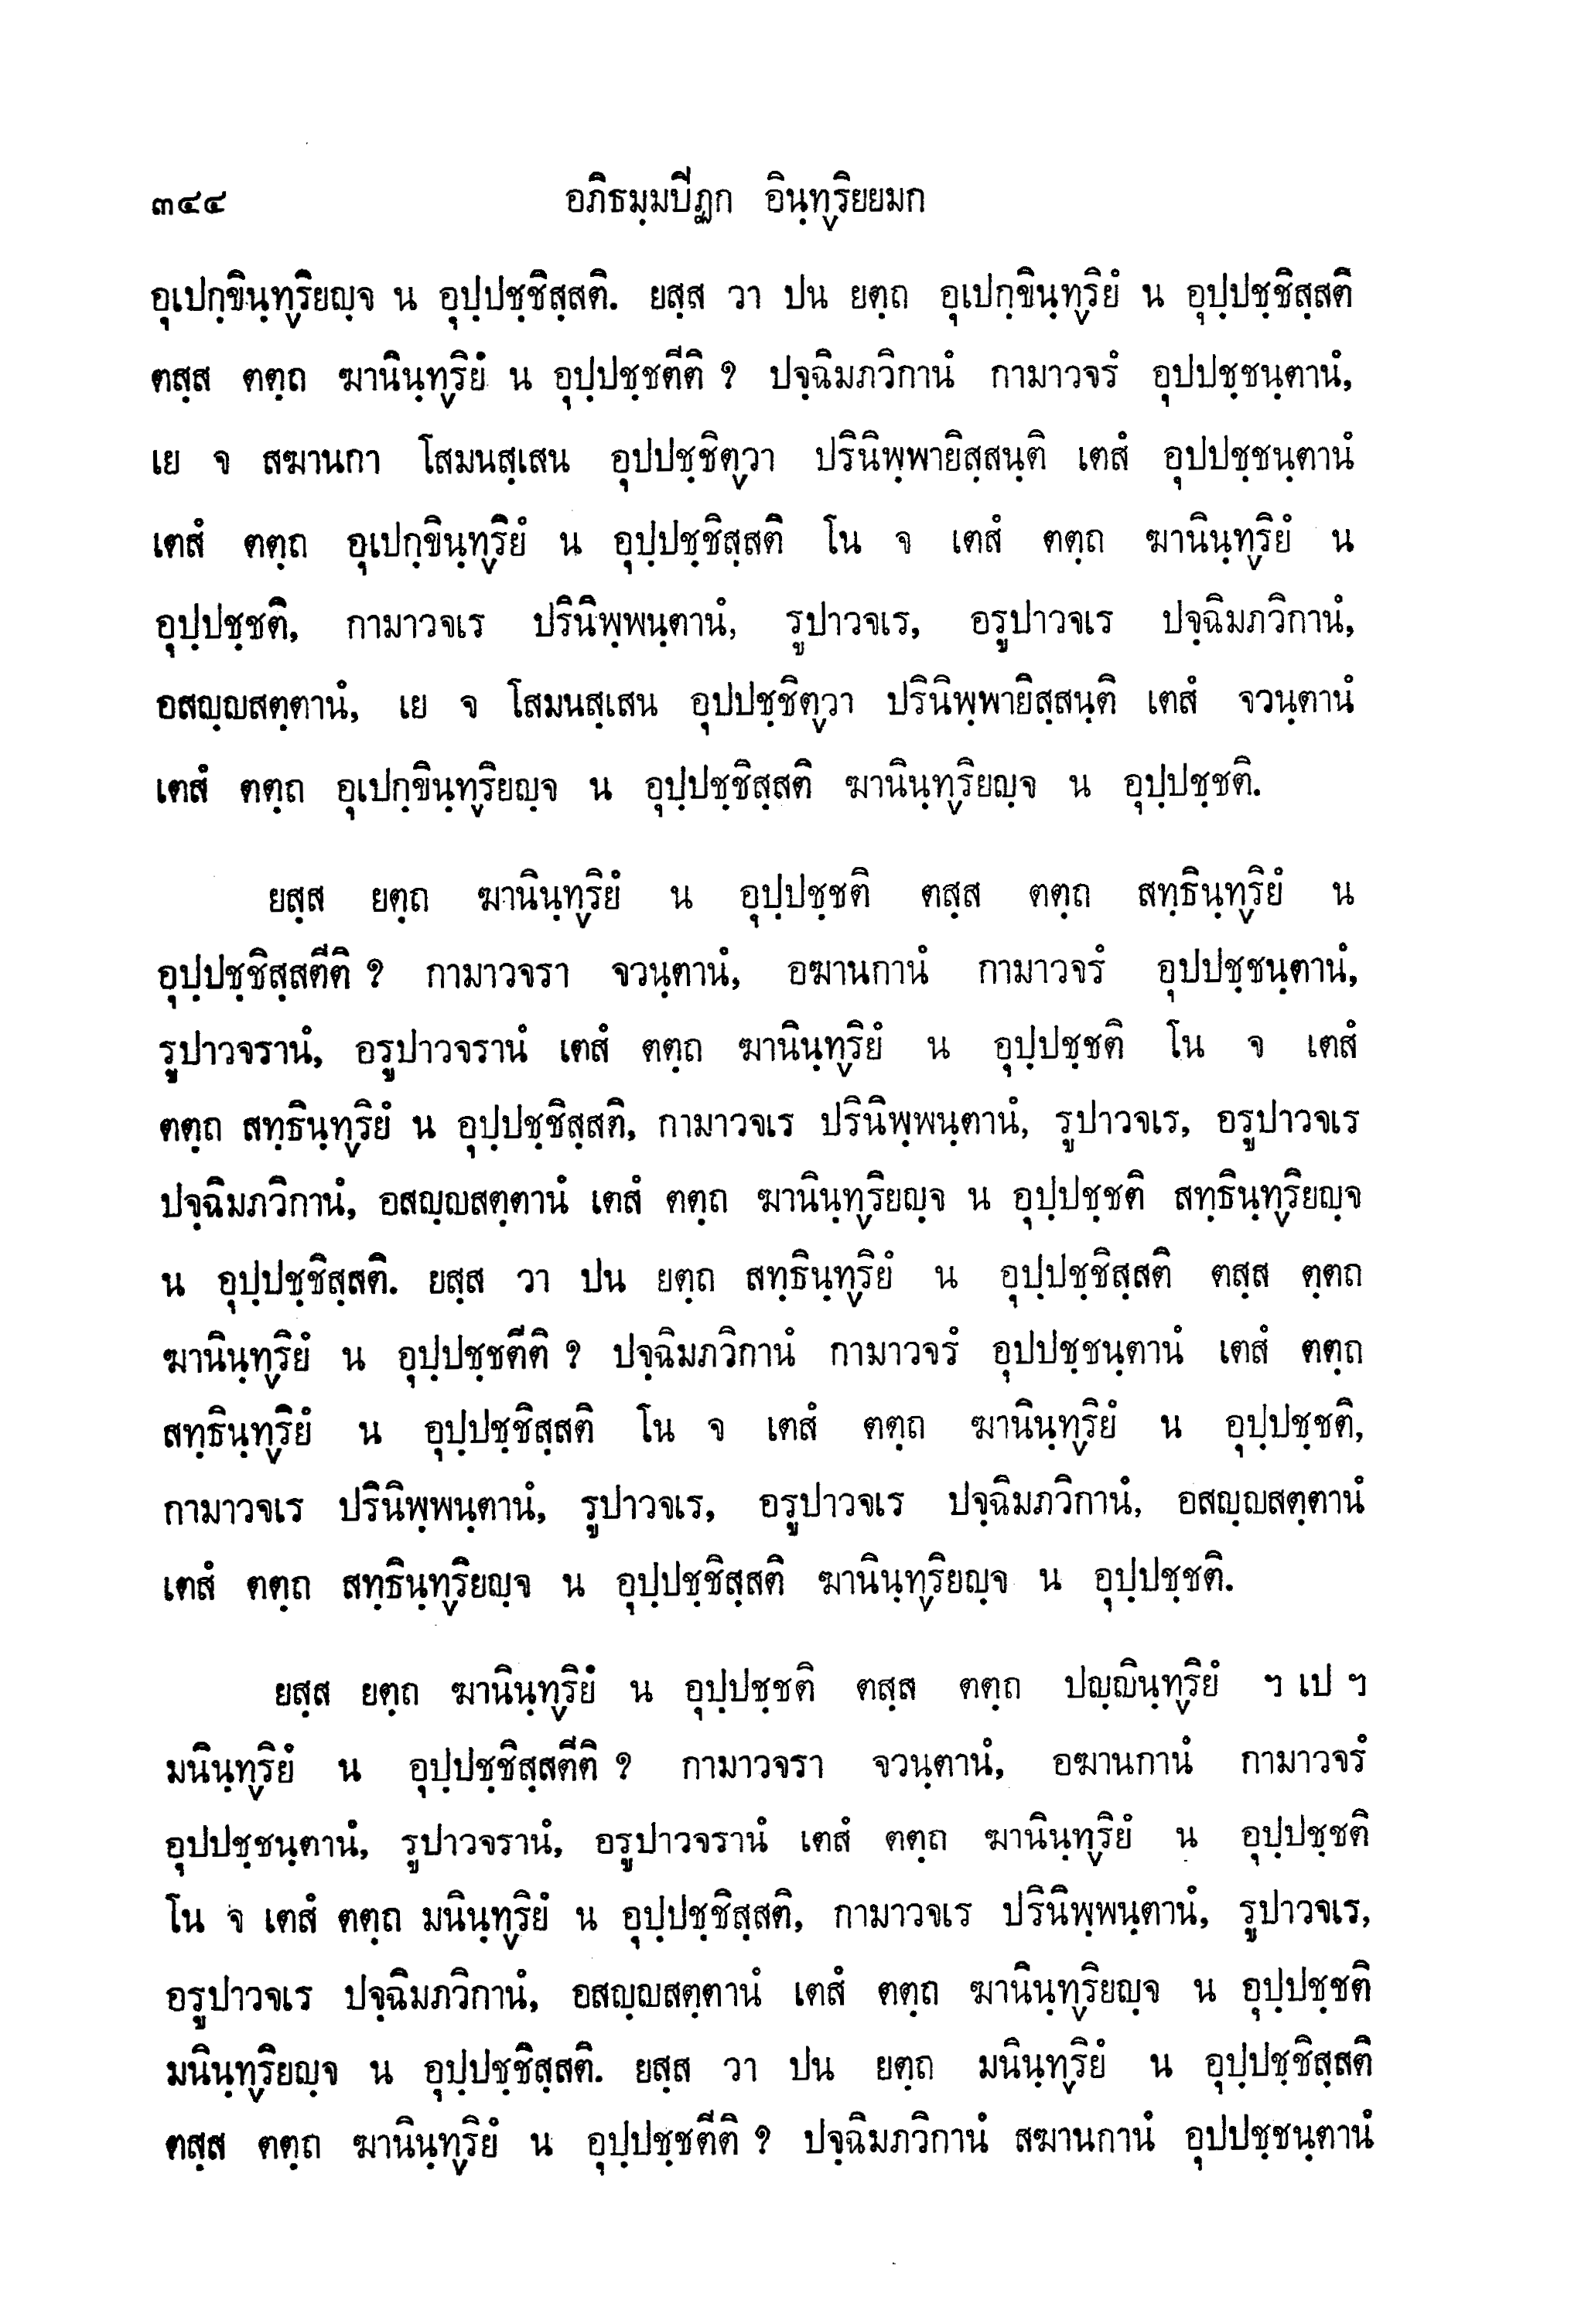 ๓๔๔ อภิธมฺมปิฏก อินฺทฺริยยมก
อุเปกฺขินฺทฺริยญฺจ น อุปฺปชฺชิสฺสติ. ยสฺส วา ปน ยตฺถ อุเปกฺขินฺทฺริยํ น อุปฺปชฺชิสฺสติ
ตสฺส ตตฺถ ฆานินฺทฺริยํ น อุปฺปชฺชตีติ ? ปจฺฉิมภวิกานํ กามาวจรํ อุปปชฺชนฺตานํ,
เย จ สฆานกา โสมนสฺเสน อุปปชฺชิตฺวา ปรินิพฺพายิสฺสนฺติ เตสํ อุปปชฺชนฺตานํ
เตสํ ตตฺถ อุเปกฺขินฺทฺริยํ น อุปฺปชฺชิสฺสติ โน จ เตสํ ตตฺถ ฆานินฺทฺริยํ น
อุปฺปชฺชติ, กามาวจเร ปรินิพฺพนฺตานํ, รูปาวจเร, อรูปาวจเร ปจฺฉิมภวิกานํ,
อสญฺญสตฺตานํ, เย จ โสมนสฺเสน อุปปชฺชิตฺวา ปรินิพฺพายิสฺสนฺติ เตสํ จวนฺตานํ
เตสํ ตตฺถ อุเปกฺขินฺทฺริยญฺจ น อุปฺปชฺชิสฺสติ ฆานินฺทฺริยญฺจ น อุปฺปชฺชติ.
ยสฺส ยตฺถ ฆานินฺทฺริยํ น อุปฺปชฺชติ ตสฺส ตตฺถ สทฺธินฺทฺริยํ น
อุปฺปชฺชิสฺสตีติ ? กามาวจรา จวนฺตานํ, อฆานกานํ กามาวจรํ อุปปชฺชนฺตานํ,
รูปาวจรานํ, อรูปาวจรานํ เตสํ ตตฺถ ฆานินฺทฺริยํ น อุปฺปชฺชติ โน จ เตสํ
ตตฺถ สทฺธินฺทฺริยํ น อุปฺปชฺชิสฺสติ, กามาวจเร ปรินิพฺพนฺตานํ, รูปาวจเร, อรูปาวจเร
ปจฺฉิมภวิกานํ, อสญฺญสตฺตานํ เตสํ ตตฺถ ฆานินฺทฺริยญฺจ น อุปฺปชฺชติ สทฺธินฺทฺริยญฺจ
น อุปฺปชฺชิสฺสติ. ยสฺส วา ปน ยตฺถ สทฺธินฺทฺริยํ น อุปฺปชฺชิสฺสติ ตสฺส ตฺตถ
ฆานินฺทฺริยํ น อุปฺปชฺชตีติ ? ปจฺฉิมภวิกานํ กามาวจรํ อุปปชฺชนฺตานํ เตสํ ตตฺถ
สทฺธินฺทฺริยํ น อุปฺปชฺชิสฺสติ โน จ เตสํ ตตฺถ ฆานินฺทฺริยํ น อุปฺปชฺชติ,
กามาวจเร ปรินิพฺพนฺตานํ, รูปาวจเร, อรูปาวจเร ปจฺฉิมภวิกานํ, อสญฺญสตฺตานํ
เตสํ ตตฺถ สทฺธินฺทฺริยญฺจ น อุปฺปชฺชิสฺสติ ฆานินฺทฺริยญฺจ น อุปฺปชฺชติ.
ยสฺส ยตฺถ ฆานินฺทฺริยํ น อุปฺปชฺชติ ตสฺส ตตฺถ ปญฺญินฺทฺริยํ ฯ เป ฯ
มนินฺทฺริยํ น อุปฺปชฺชิสฺสตีติ ? กามาวจรา จวนฺตานํ, อฆานกานํ กามาวจรํ
อุปปชฺชนฺตานํ, รูปาวจรานํ, อรูปาวจรานํ เตสํ ตตฺถ ฆานินฺทฺริยํ น อุปฺปชฺชติ
โน จ เตสํ ตตฺถ มนินฺทฺริยํ น อุปฺปชฺชิสฺสติ, กามาวจเร ปรินิพฺพนฺตานํ, รูปาวจเร,
อรูปาวจเร ปจฺฉิมภวิกานํ, อสญฺญสตฺตานํ เตสํ ตตฺถ ฆานินฺทฺริยญฺจ น อุปฺปชฺชติ
มนินฺทฺริยญฺจ น อุปฺปชฺชิสฺสติ. ยสฺส วา ปน ยตฺถ มนินฺทฺริยํ น อุปฺปชฺชิสฺสติ
ตสฺส ตตฺถ ฆานินฺทฺริยํ น อุปฺปชฺชตีติ ? ปจฺฉิมภวิกานํ สฆานกานํ อุปปชฺชนฺตานํ